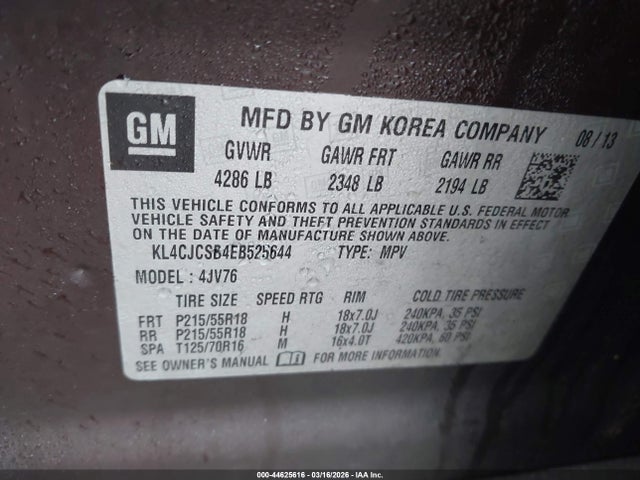 GM
MFD BY GM KOREA COMPANY 08/13
GVWR GAWR FRT GAWR RR
4286 LB 2348 LB 2194 LB
THIS VEHICLE CONFORMS TO ALL APPLICABLE U.S. FEDERAL MOTOR
VEHICLE SAFETY AND THEFT PREVENTION STANDARDS IN EFFECT
ON THE DATE OF MANUFACTURE SHOWN ABOVE.
KL4CJCSB4EB525644 TYPE: MPV
MODEL : 4JV76
TIRE SIZE SPEED RTG RIM COLD TIRE PRESSURE
FRT P215/55R18 H 18x7.0J 240KPA, 35 PSI
RR P215/55R18 H 18x7.0J 240KPA, 35 PSI
SPA T125/70R16 M 16x4.0T 420KPA, 60 PSI
SEE OWNER'S MANUAL FOR MORE INFORMATION.
000-44625616 | 03/16/2026 | IAA Inc.